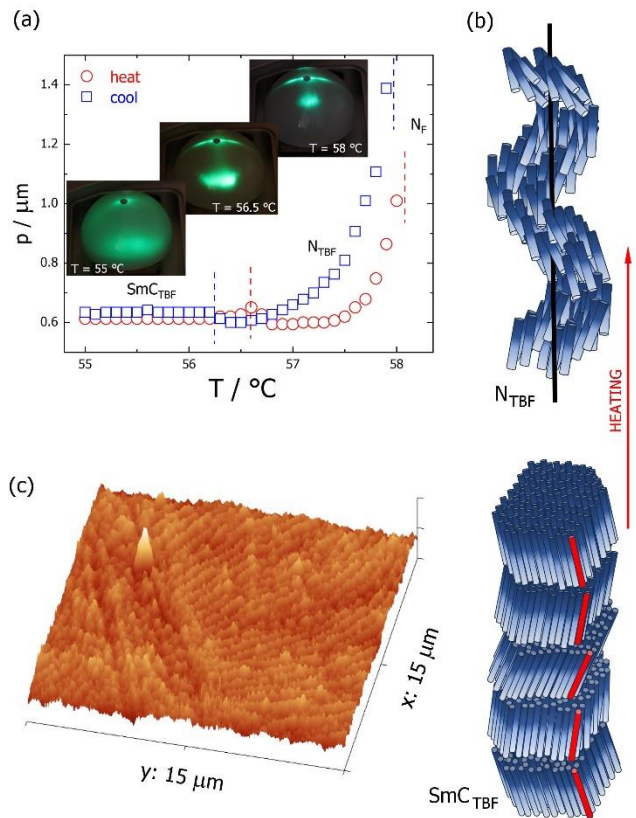 (a)
(b)
heat
cool
1.4
1.2
1.0
0.8
0.6
p / μm
T = 58 °C
T = 56.5 °C
T = 55 °C
N_F
N_TBF
SmC_TBF
55
56
57
58
T / °C
N_TBF
HEATING
(c)
x: 15 μm
y: 15 μm
SmC_TBF